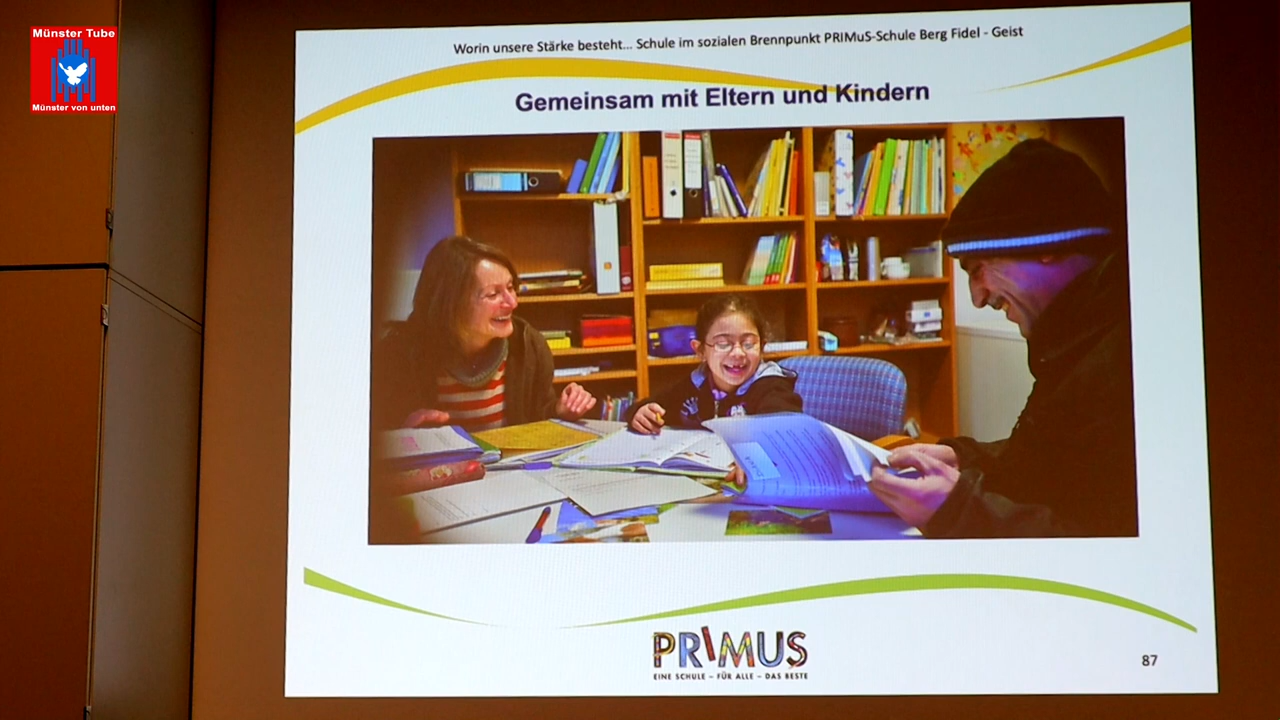 Münster Tube
Münster von unten
Worin unsere Stärke besteht... Schule im sozialen Brennpunkt PRIMuS-Schule Berg Fidel - Geist
Gemeinsam mit Eltern und Kindern
PRIMUS
EINE SCHULE – FÜR ALLE – DAS BESTE
87